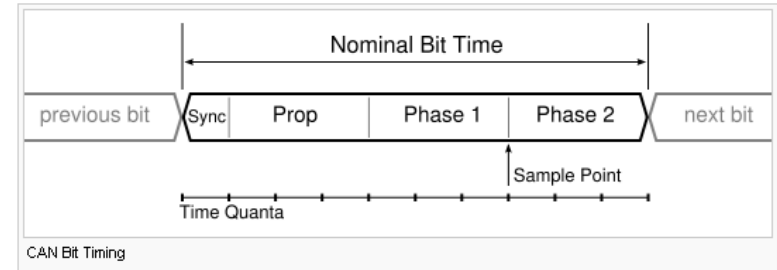 Nominal Bit Time
previous bit Sync Prop Phase 1 Phase 2 next bit
Sample Point
Time Quanta
CAN Bit Timing